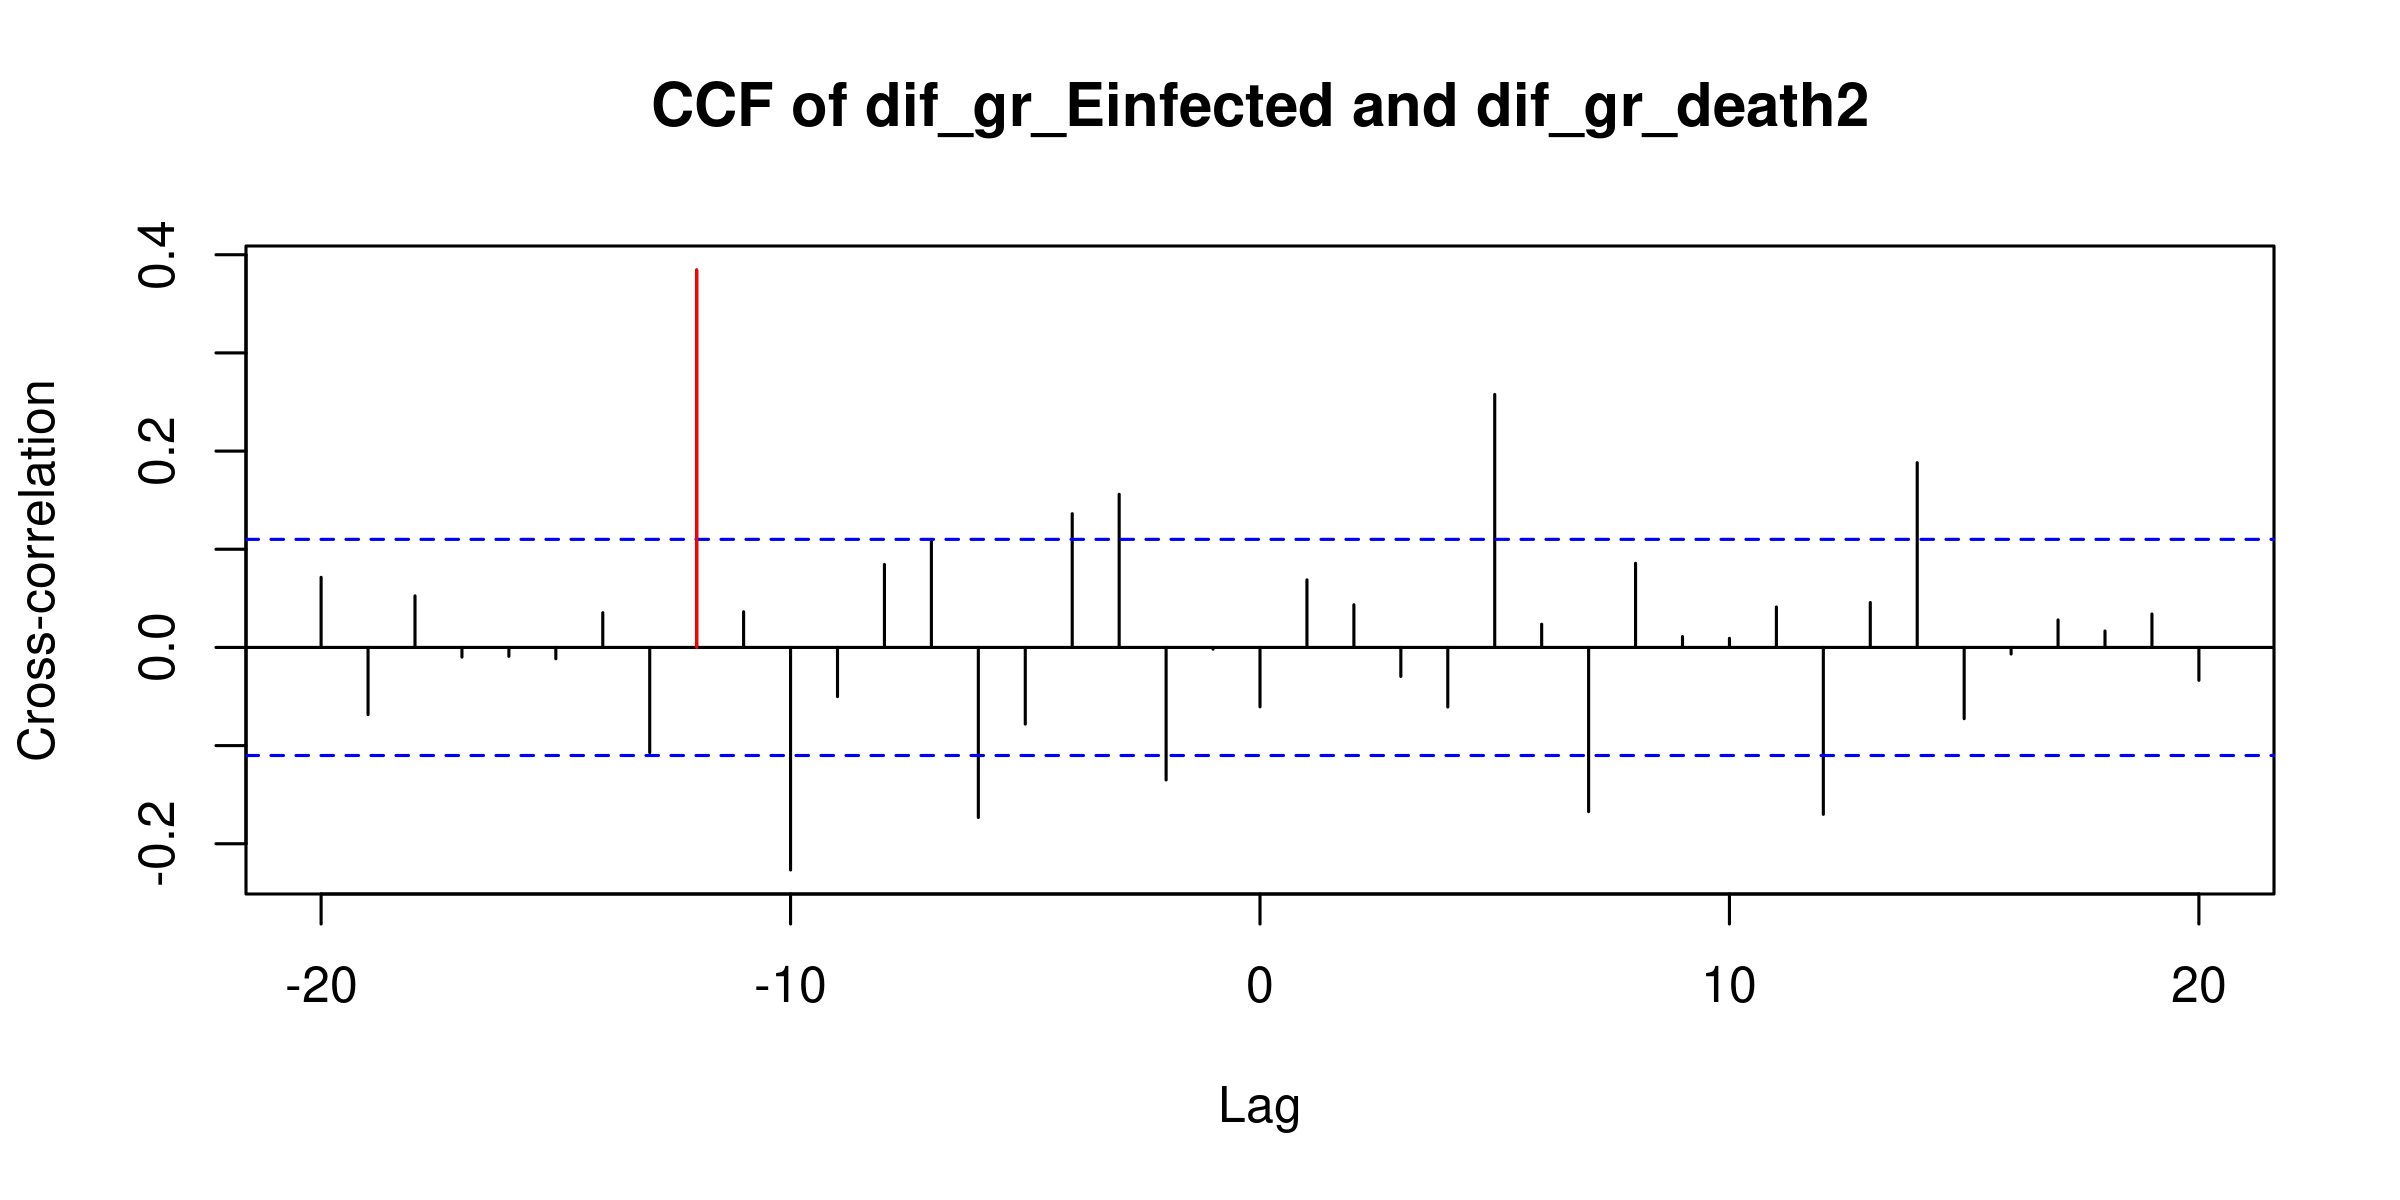 CCF of dif_gr_Einfected and dif_gr_death2
Cross-correlation
0.4
0.2
0.0
-0.2
-20 -10 0 10 20
Lag